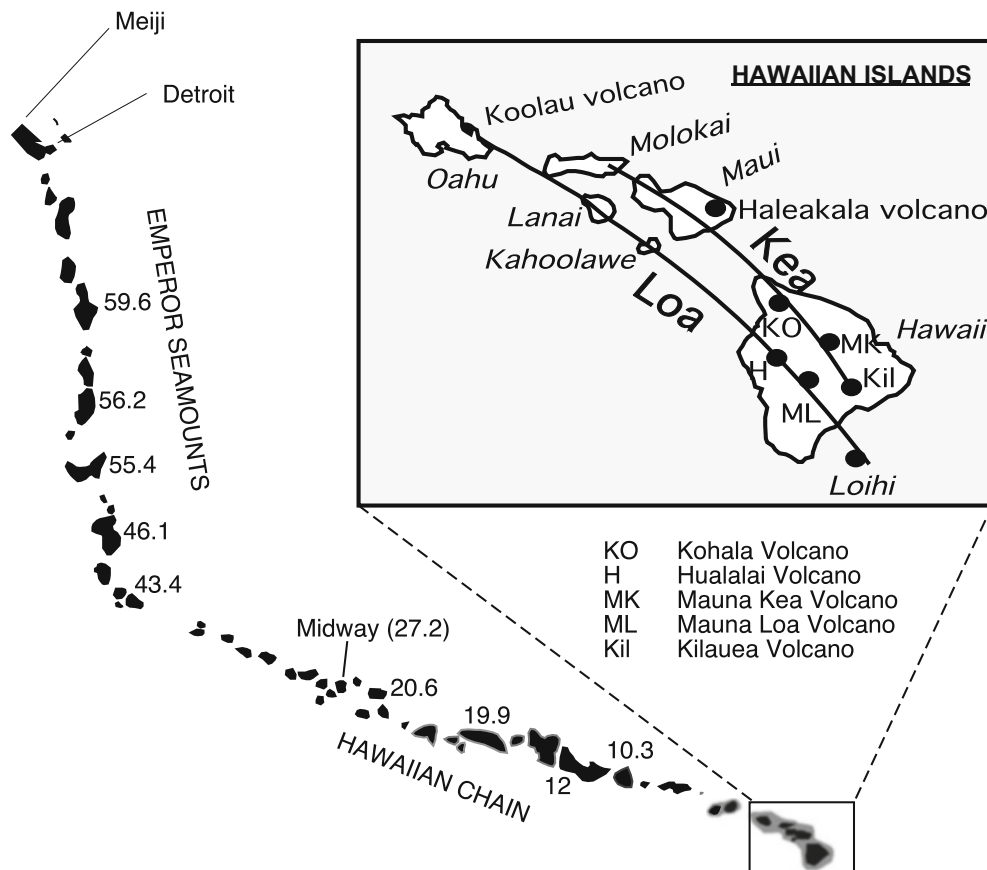 Meiji
Detroit
EMPEROR SEAMOUNTS
59.6
56.2
55.4
46.1
43.4
Midway (27.2)
20.6
19.9
12
10.3
HAWAIIAN CHAIN
HAWAIIAN ISLANDS
Koolau volcano
Oahu
Molokai
Maui
Lanai
Haleakala volcano
Kahoolawe
Kea
Loa
KO
Hawaii
MK
H
Kil
ML
Loihi
KO Kohala Volcano
H Hualalai Volcano
MK Mauna Kea Volcano
ML Mauna Loa Volcano
Kil Kilauea Volcano